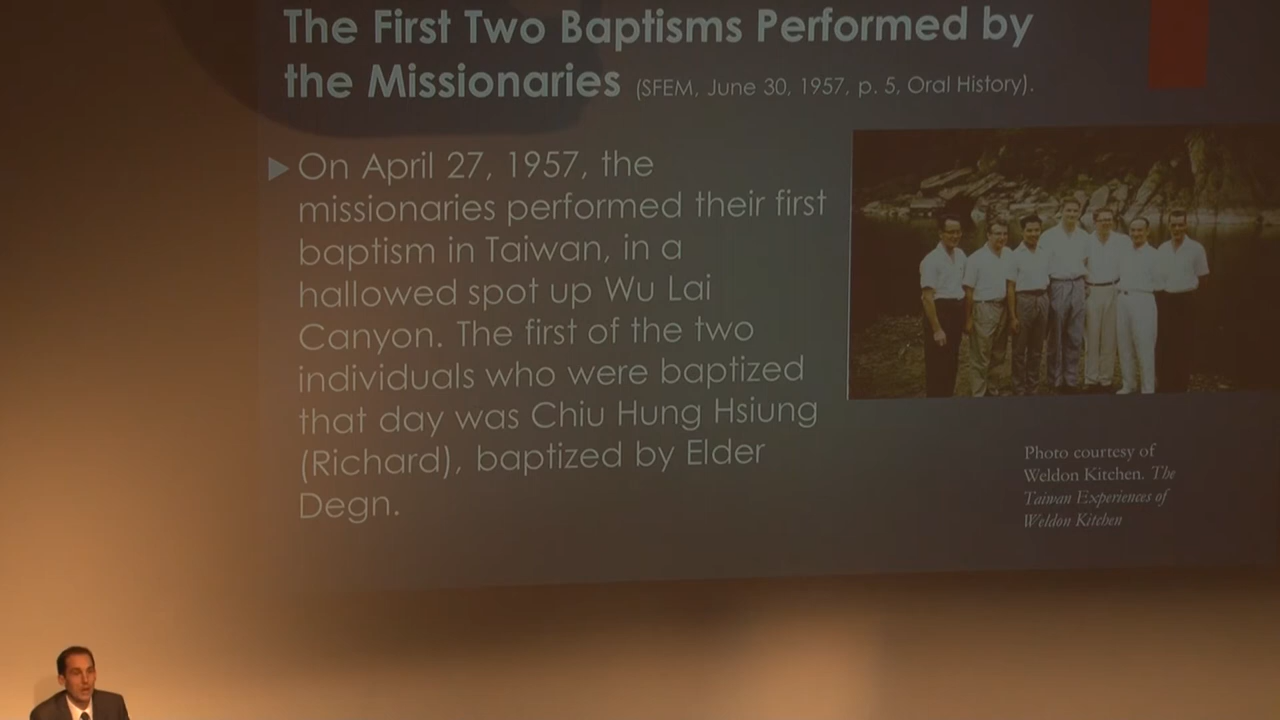 The First Two Baptisms Performed by
the Missionaries (SFEM, June 30, 1957, p. 5, Oral History).
On April 27, 1957, the
missionaries performed their first
baptism in Taiwan, in a
hallowed spot up Wu Lai
Canyon. The first of the two
individuals who were baptized
that day was Chiu Hung Hsiung
(Richard), baptized by Elder
Degn.
Photo courtesy of
Weldon Kitchen. The
Taiwan Experiences of
Weldon Kitchen